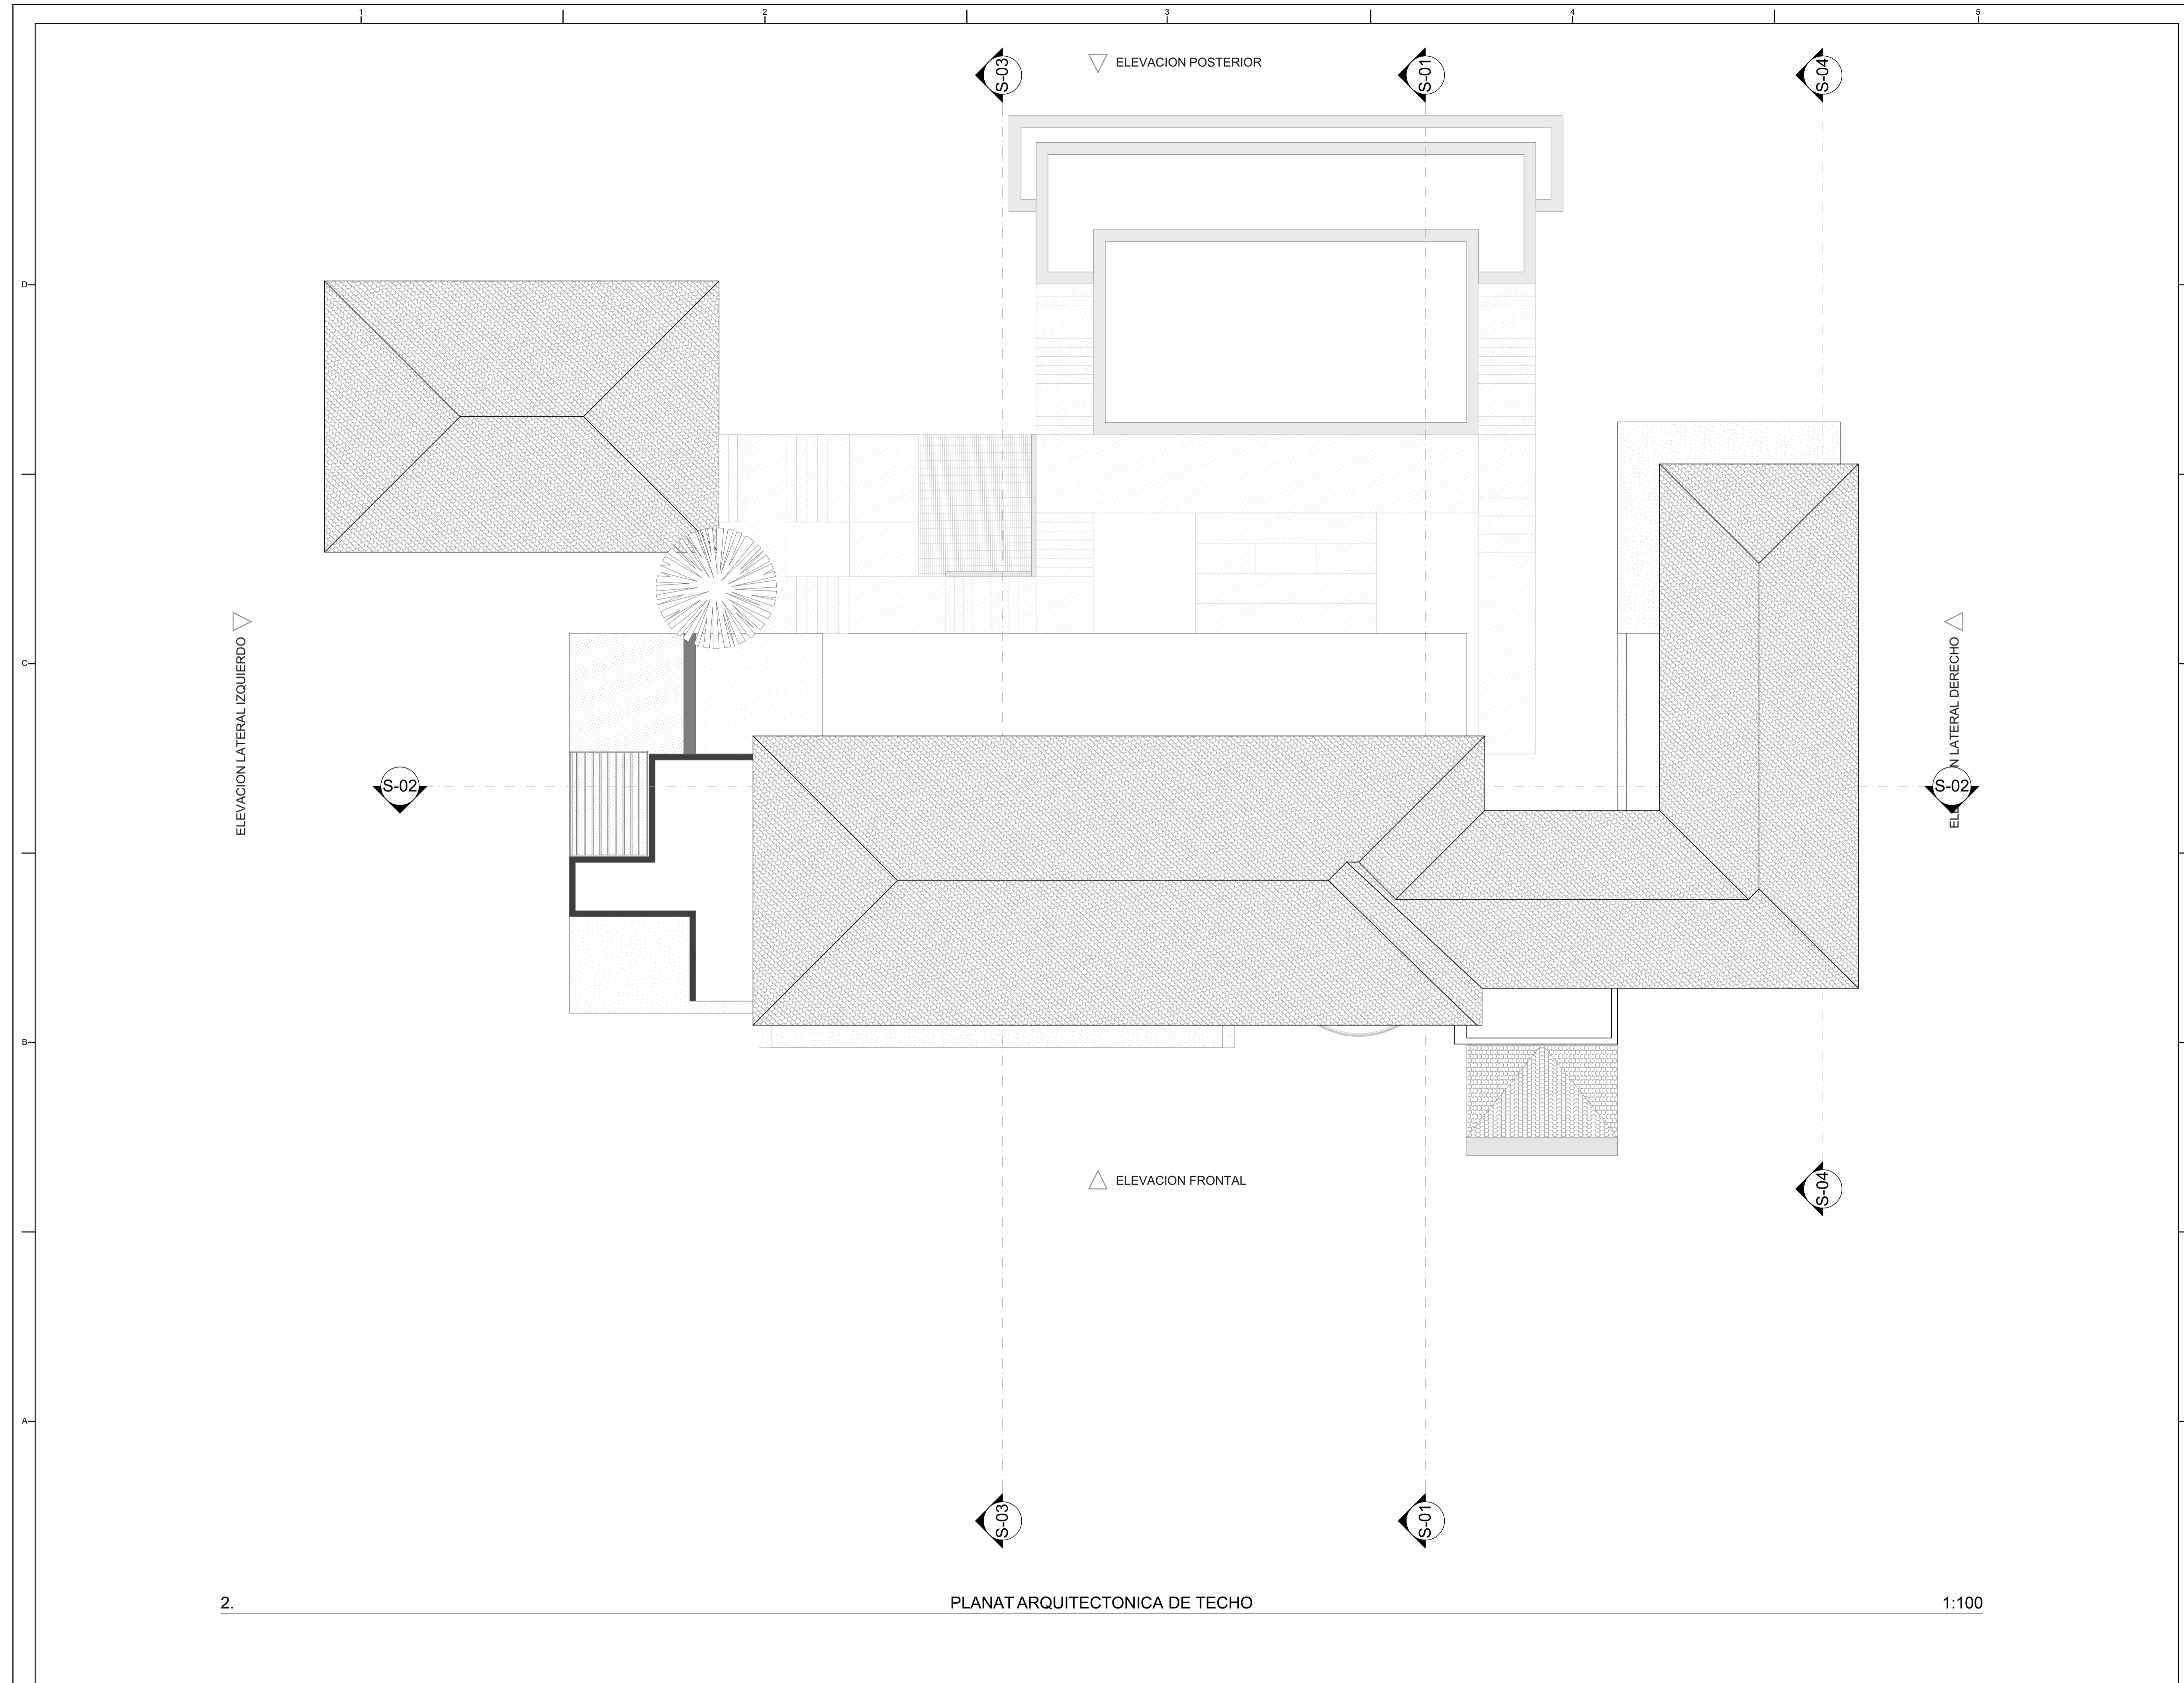 1 2 3 4 5
S-03
ELEVACION POSTERIOR
S-01
S-04
D
ELEVACION LATERAL IZQUIERDO
C
N LATERAL DERECHO
S-02
S-02
B
ELEVACION FRONTAL
S-04
A
S-03
S-01
2. PLANAT ARQUITECTONICA DE TECHO 1:100